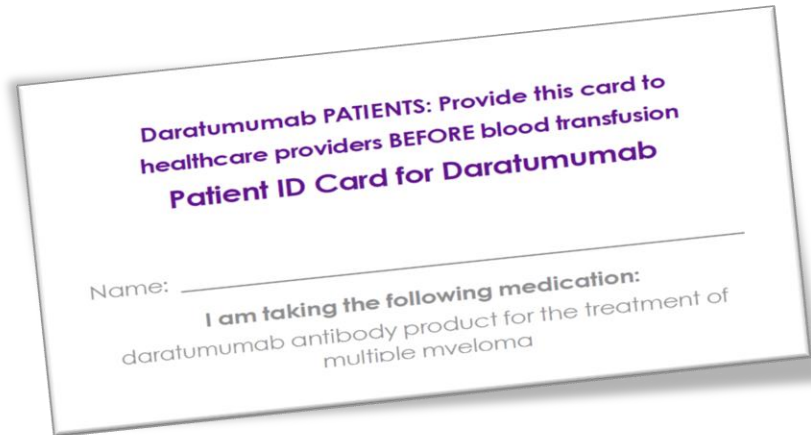 Daratumumab PATIENTS: Provide this card to
healthcare providers BEFORE blood transfusion
Patient ID Card for Daratumumab
Name:
I am taking the following medication:
daratumumab antibody product for the treatment of
multiple myeloma